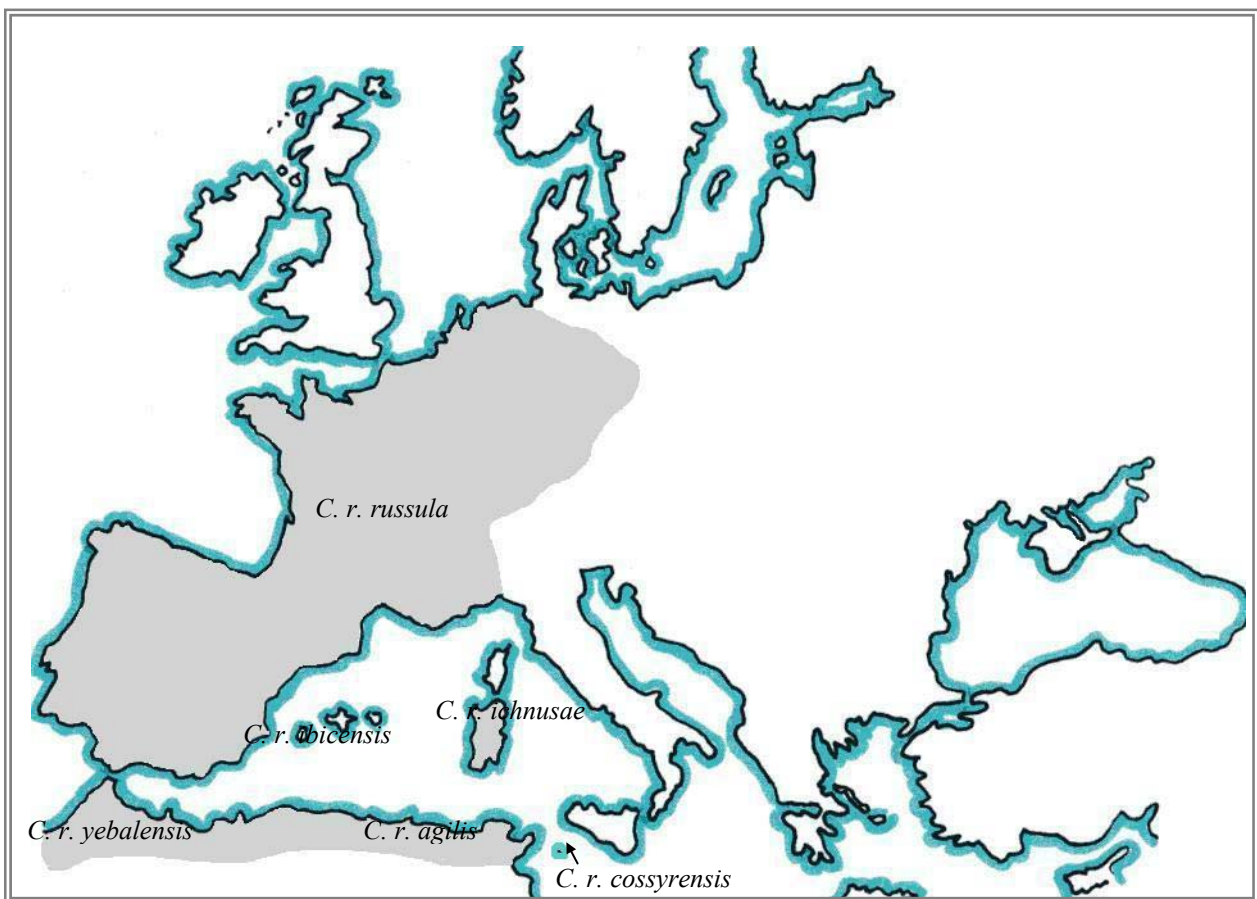 C. r. russula
C. r. ichnusae
C. r. ibicensis
C. r. yebalensis
C. r. agilis
C. r. cossyrensis